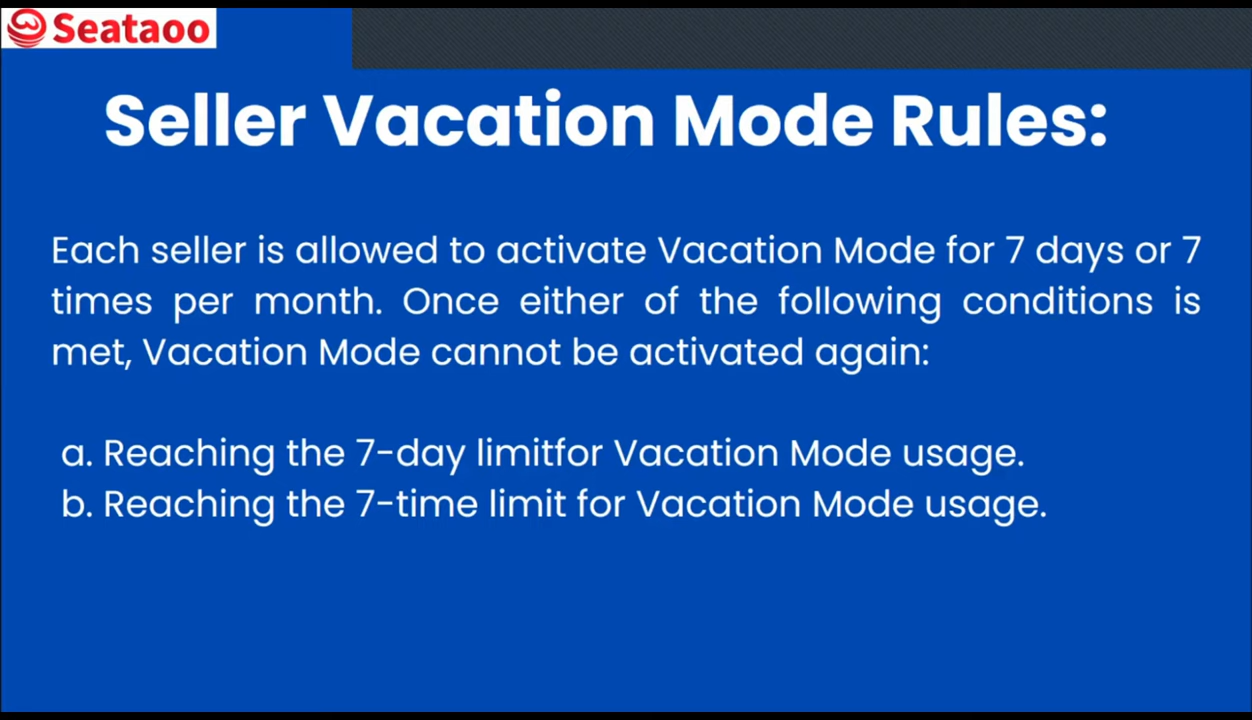 Seataoo
Seller Vacation Mode Rules:
Each seller is allowed to activate Vacation Mode for 7 days or 7
times per month. Once either of the following conditions is
met, Vacation Mode cannot be activated again:
a. Reaching the 7-day limitfor Vacation Mode usage.
b. Reaching the 7-time limit for Vacation Mode usage.